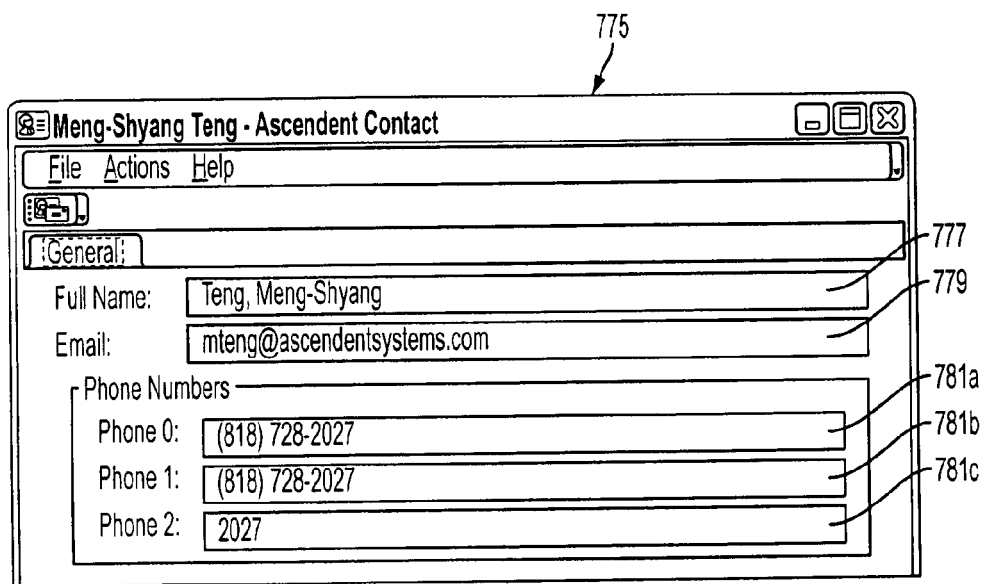 775
Meng-Shyang Teng - Ascendent Contact
File Actions Help
General
777
Full Name: Teng, Meng-Shyang
779
Email: mteng@ascendentsystems.com
Phone Numbers
781a
Phone 0: (818) 728-2027
781b
Phone 1: (818) 728-2027
781c
Phone 2: 2027